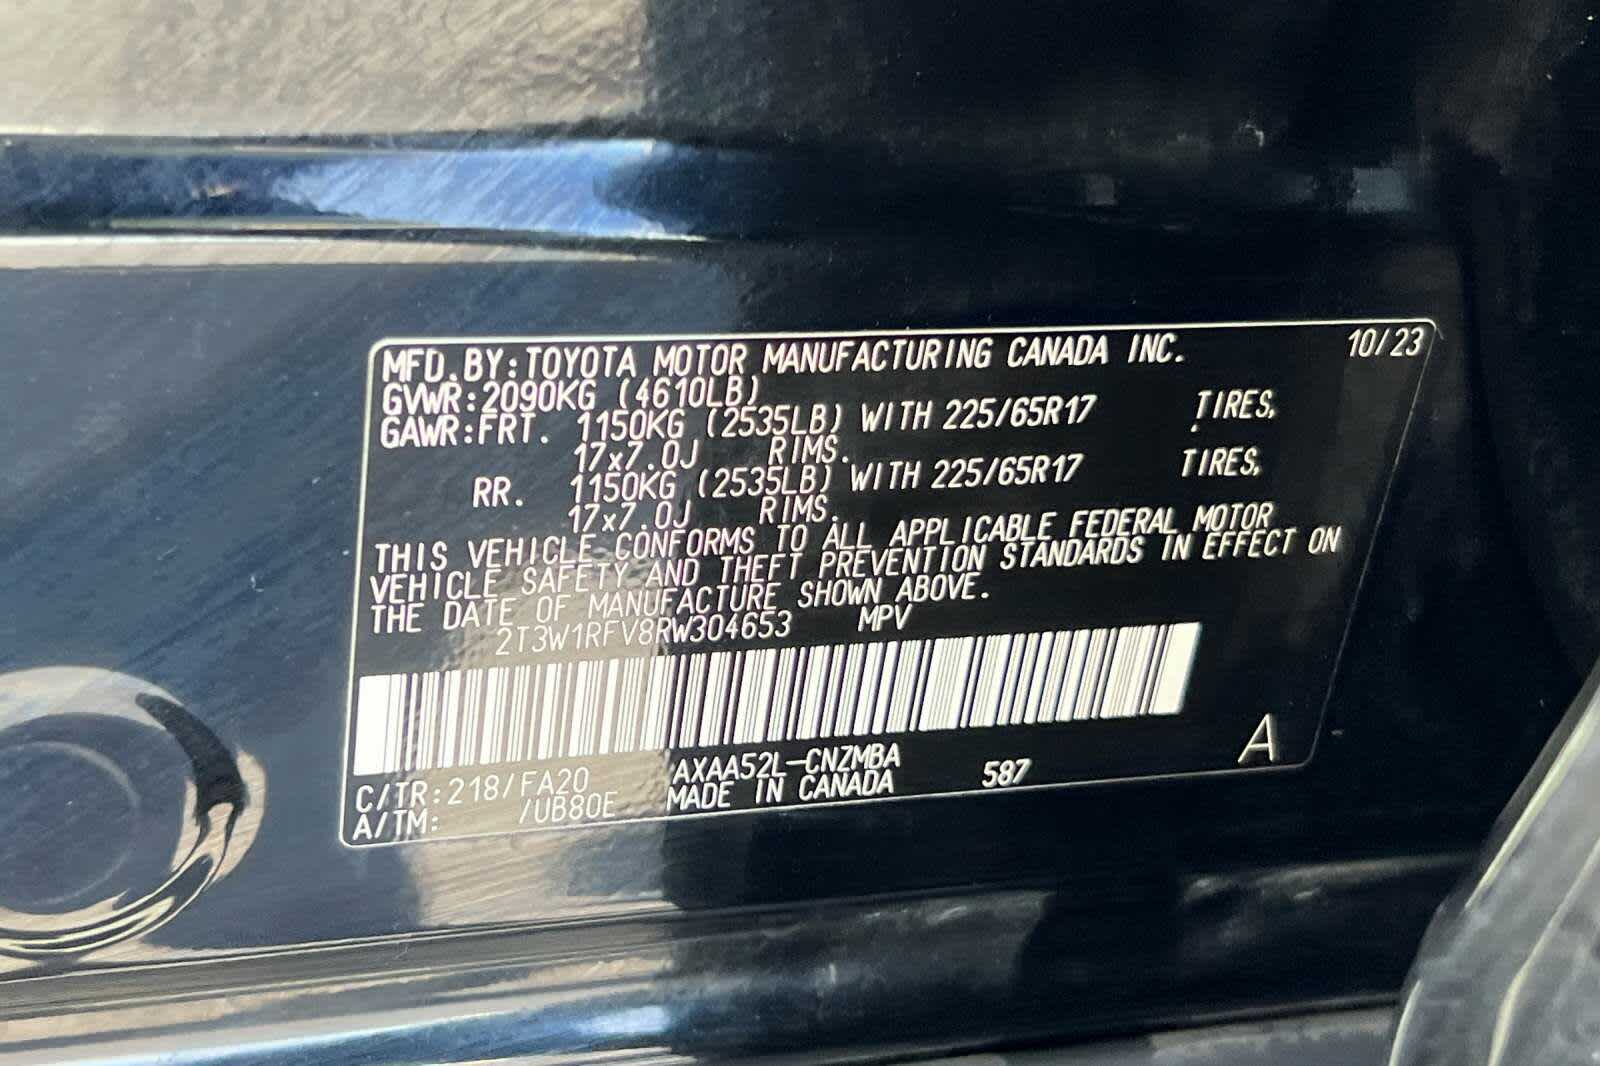 MFD.BY:TOYOTA MOTOR MANUFACTURING CANADA INC. 10/23
GVWR:2090KG (4610LB)
GAWR:FRT. 1150KG (2535LB) WITH 225/65R17 TIRES,
17x7.0J RIMS.
RR. 1150KG (2535LB) WITH 225/65R17 TIRES,
17x7.0J RIMS.
THIS VEHICLE CONFORMS TO ALL APPLICABLE FEDERAL MOTOR
VEHICLE SAFETY AND THEFT PREVENTION STANDARDS IN EFFECT ON
THE DATE OF MANUFACTURE SHOWN ABOVE.
2T3W1RFV8RW304653 MPV
C/TR:218/FA20 AXAA52L-CNZMBA 587 A
A/TM: /UB80E MADE IN CANADA